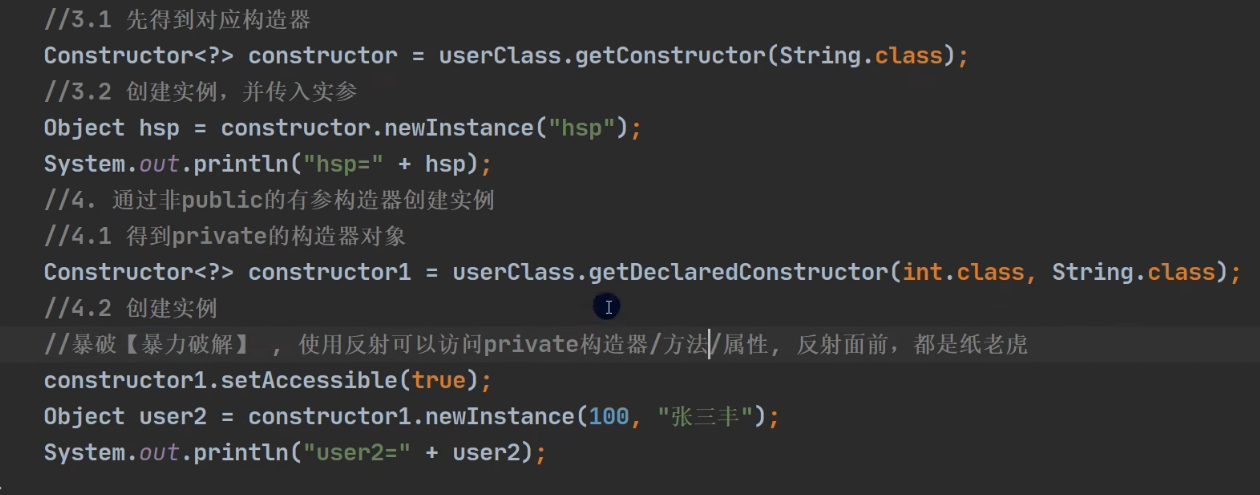 //3.1 先得到对应构造器
Constructor<?> constructor = userClass.getConstructor(String.class);
//3.2 创建实例，并传入实参
Object hsp = constructor.newInstance("hsp");
System.out.println("hsp=" + hsp);
//4. 通过非public的有参构造器创建实例
//4.1 得到private的构造器对象
Constructor<?> constructor1 = userClass.getDeclaredConstructor(int.class, String.class);
//4.2 创建实例
//暴破【暴力破解】 , 使用反射可以访问private构造器/方法/属性, 反射面前，都是纸老虎
constructor1.setAccessible(true);
Object user2 = constructor1.newInstance(100, "张三丰");
System.out.println("user2=" + user2);